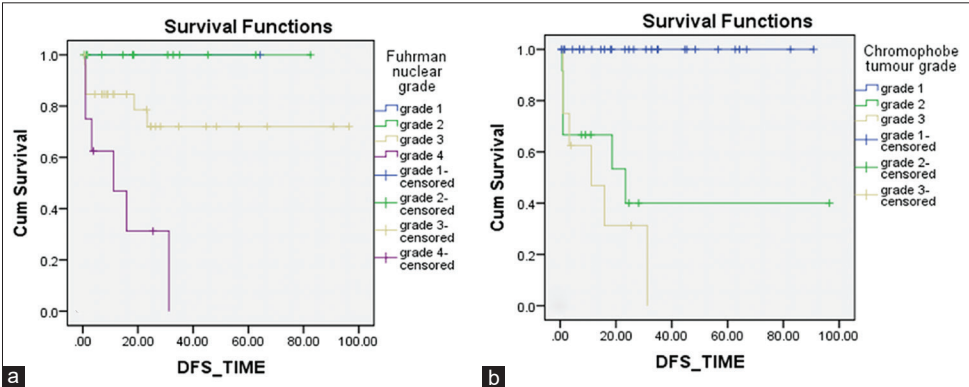 Survival Functions
Cum Survival
1.0
0.8
0.6
0.4
0.2
0.0
.00 20.00 40.00 60.00 80.00 100.00
DFS_TIME
Fuhrman
nuclear
grade
grade 1
grade 2
grade 3
grade 4
grade 1-
censored
grade 2-
censored
grade 3-
censored
grade 4-
censored
a
Survival Functions
Cum Survival
1.0
0.8
0.6
0.4
0.2
0.0
.00 20.00 40.00 60.00 80.00 100.00
DFS_TIME
Chromophobe
tumour grade
grade 1
grade 2
grade 3
grade 1-
censored
grade 2-
censored
grade 3-
censored
b